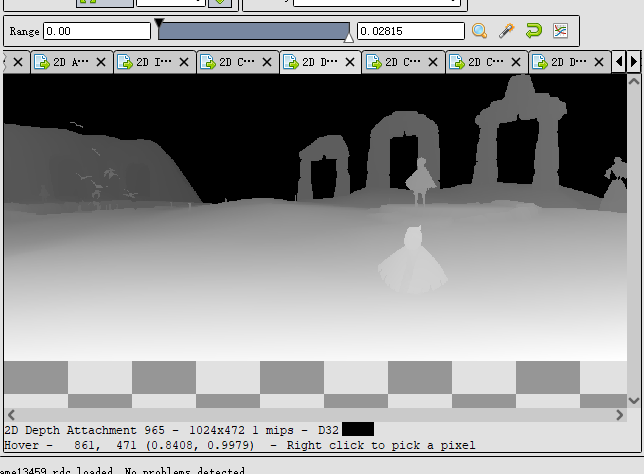 Range 0.00 0.02815
2D A··· 2D I··· 2D C··· 2D D··· 2D C··· 2D C··· 2D D···
2D Depth Attachment 965 - 1024x472 1 mips - D32
Hover - 861, 471 (0.8408, 0.9979) - Right click to pick a pixel
ame13459.rdc loaded. No problems detected